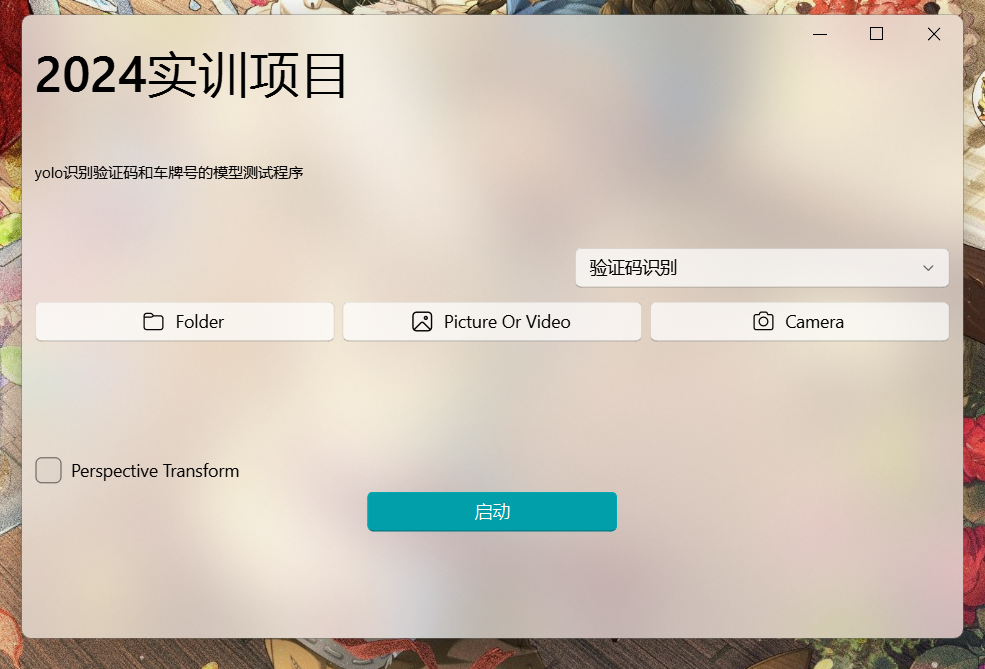 2024实训项目
yolo识别验证码和车牌号的模型测试程序
验证码识别
Folder
Picture Or Video
Camera
Perspective Transform
启动